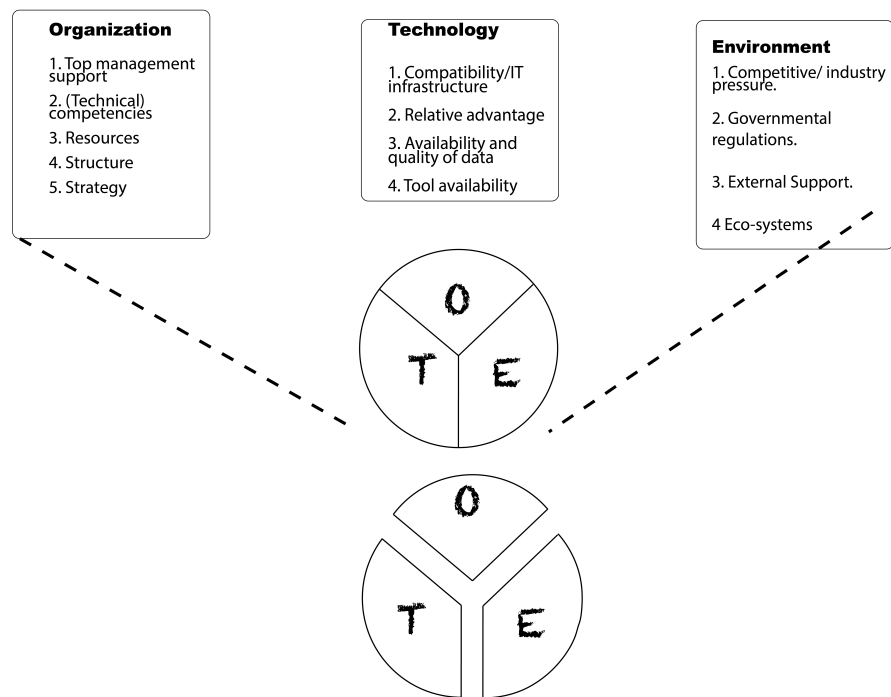 Organization
1. Top management
support
2. (Technical)
competencies
3. Resources
4. Structure
5. Strategy
Technology
1. Compatibility/IT
infrastructure
2. Relative advantage
3. Availability and
quality of data
4. Tool availability
Environment
1. Competitive/ industry
pressure.
2. Governmental
regulations.
3. External Support.
4 Eco-systems
O
T E
O
T E